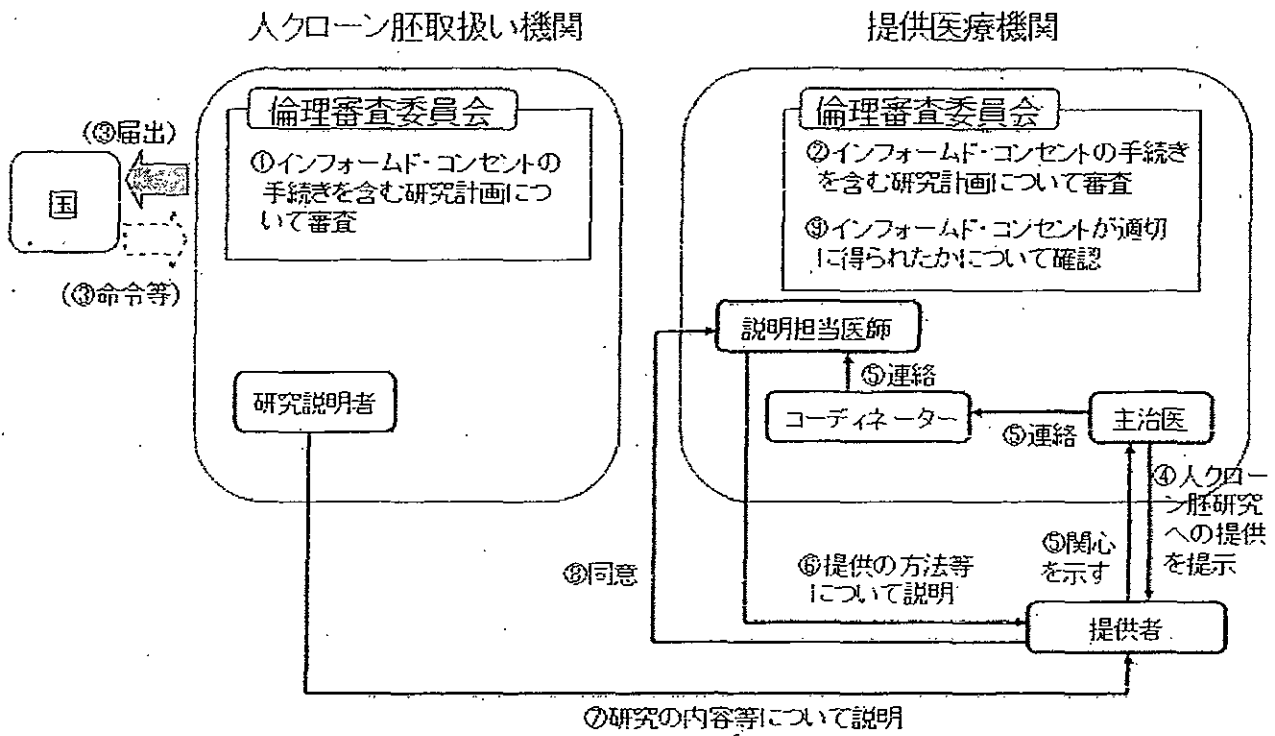 人クローン胚取扱い機関
提供医療機関
倫理審査委員会
①インフォームド・コンセントの
手続きを含む研究計画につ
いて審査
(③届出)
国
(③命令等)
研究説明者
倫理審査委員会
②インフォームド・コンセントの手続き
を含む研究計画について審査
⑨インフォームド・コンセントが適切
に得られたかについて確認
説明担当医師
⑤連絡
コーディネーター
⑤連絡
主治医
④人クロー
ン胚研究
への提供
を提示
⑤関心
を示す
⑥提供の方法等
について説明
⑧同意
提供者
⑦研究の内容等について説明